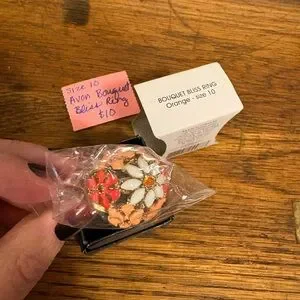 Size 10
Avon Bouquet
Bliss Ring
$10
BOUQUET BLISS RING
Orange - size 10